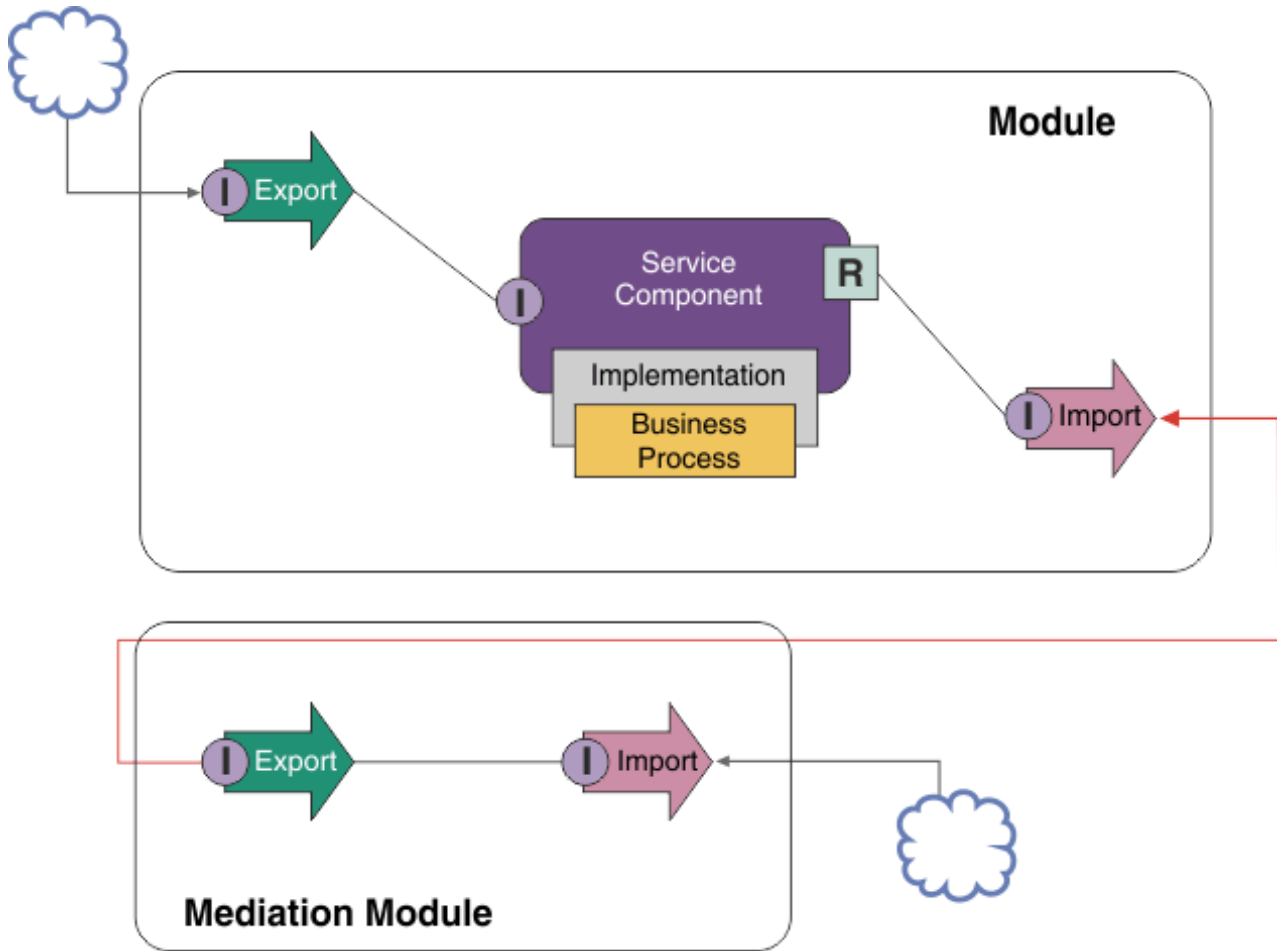 Module
I Export
Service
Component
I
R
Implementation
Business
Process
I Import
I Export
I Import
Mediation Module